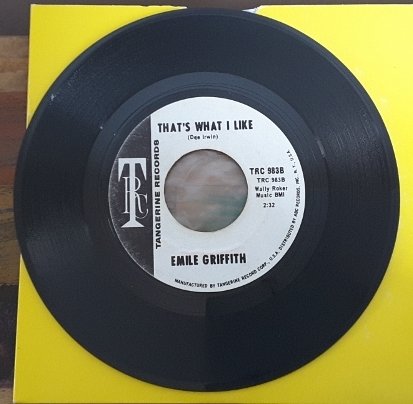 THAT'S WHAT I LIKE
(Dee Irwin)
TANGERINE RECORDS
TRC
TRC 983B
TRC 983B
Wally Roker
Music BMI
2:32
EMILE GRIFFITH
MANUFACTURED BY TANGERINE RECORD CORP., U.S.A. DISTRIBUTED BY ABC RECORDS, INC. N. Y., U.S.A.